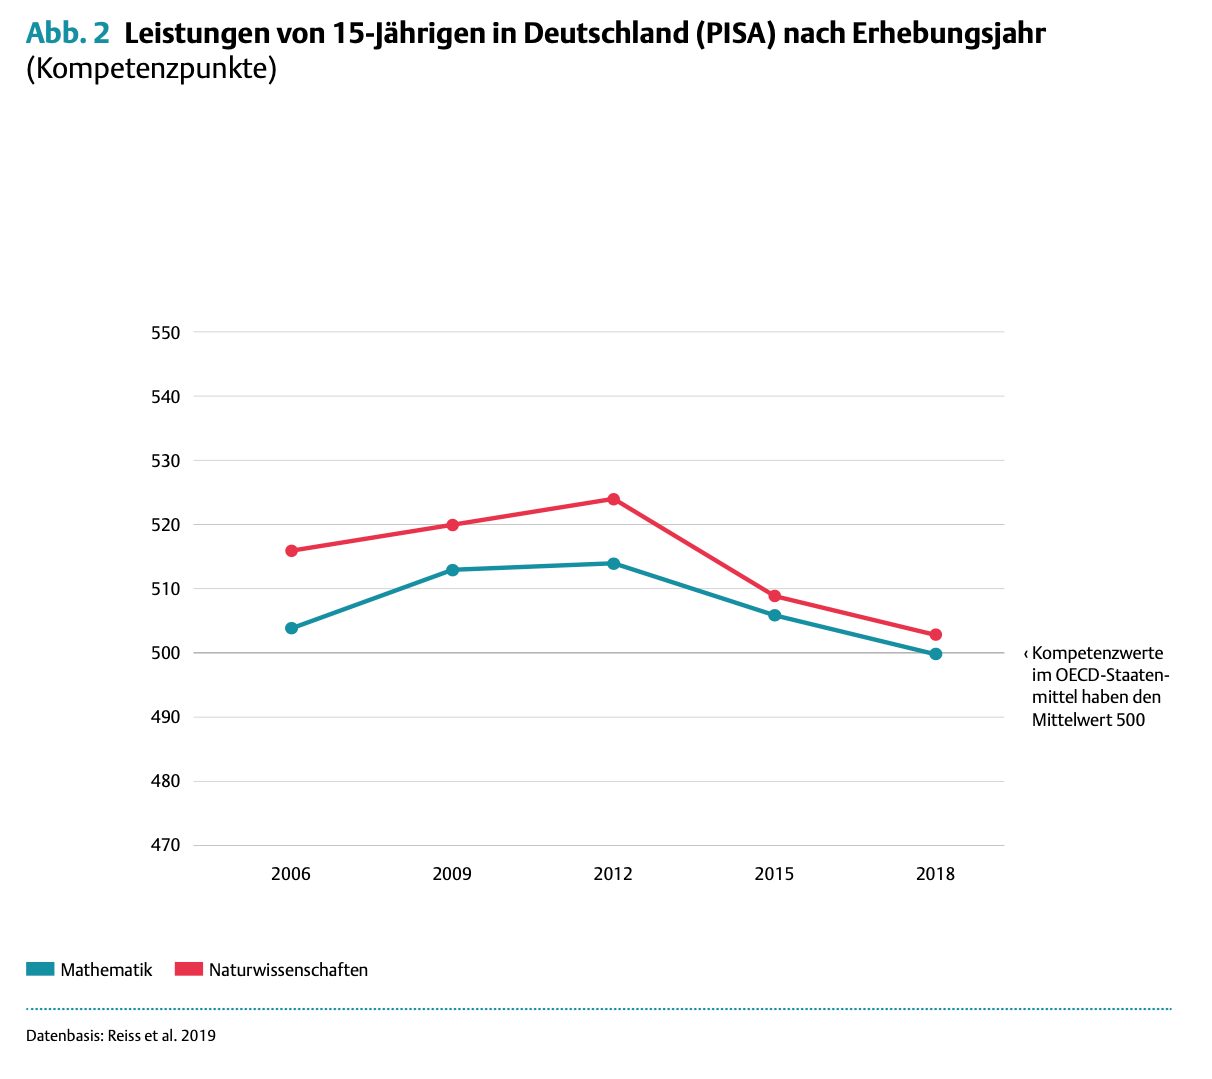 Abb. 2 Leistungen von 15-Jährigen in Deutschland (PISA) nach Erhebungsjahr
(Kompetenzpunkte)
550
540
530
520
510
500
490
480
470
‹ Kompetenzwerte
im OECD-Staaten-
mittel haben den
Mittelwert 500
2006 2009 2012 2015 2018
Mathematik Naturwissenschaften
Datenbasis: Reiss et al. 2019